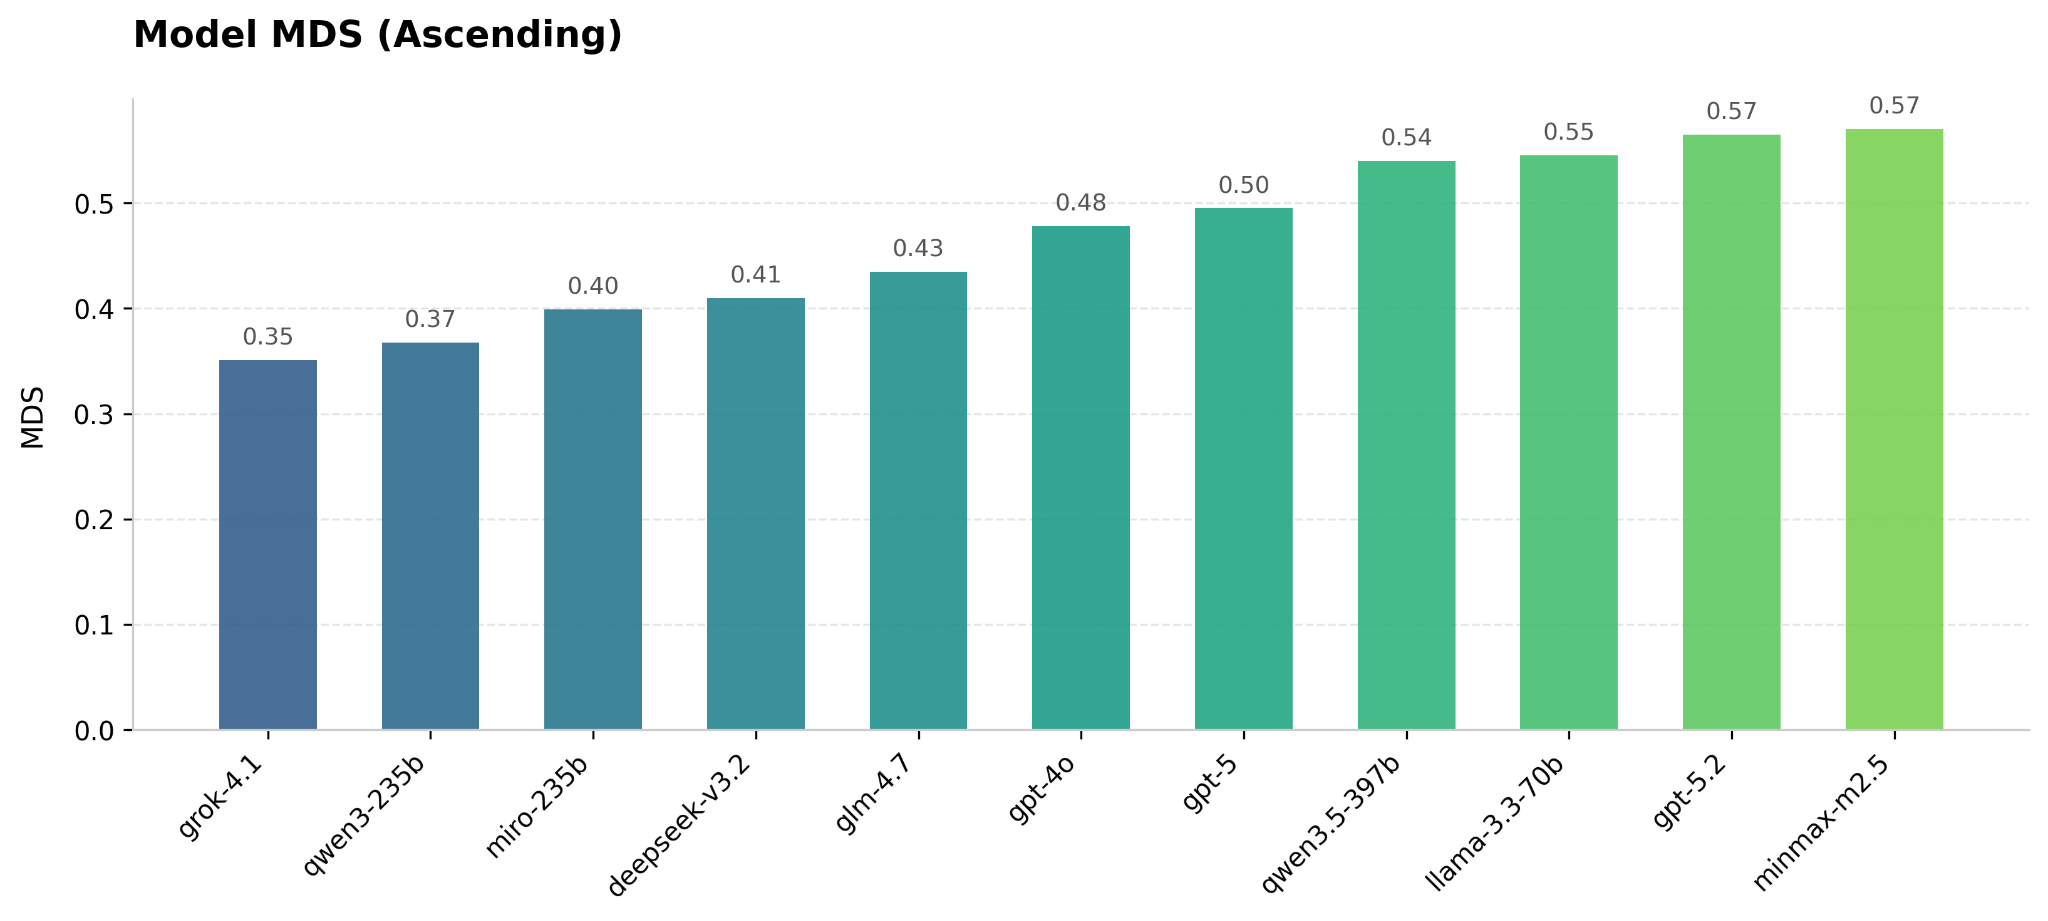 Model MDS (Ascending)
MDS
0.5
0.4
0.3
0.2
0.1
0.0
0.35
0.37
0.40
0.41
0.43
0.48
0.50
0.54
0.55
0.57
0.57
grok-4.1
qwen3-235b
miro-235b
deepseek-v3.2
glm-4.7
gpt-4o
gpt-5
qwen3.5-397b
llama-3.3-70b
gpt-5.2
minmax-m2.5